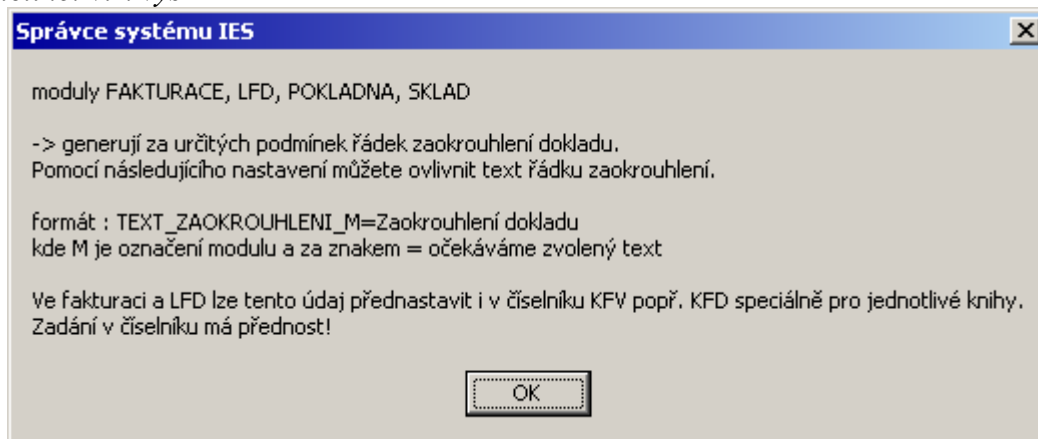 Správce systému IES
moduly FAKTURACE, LFD, POKLADNA, SKLAD
-> generují za určitých podmínek řádek zaokrouhlení dokladu.
Pomocí následujícího nastavení můžete ovlivnit text řádku zaokrouhlení.
formát : TEXT_ZAOKROUHLENI_M=Zaokrouhlení dokladu
kde M je označení modulu a za znakem = očekáváme zvolený text
Ve fakturaci a LFD lze tento údaj přednastavit i v číselníku KFV popř. KFD speciálně pro jednotlivé knihy.
Zadání v číselníku má přednost!
OK